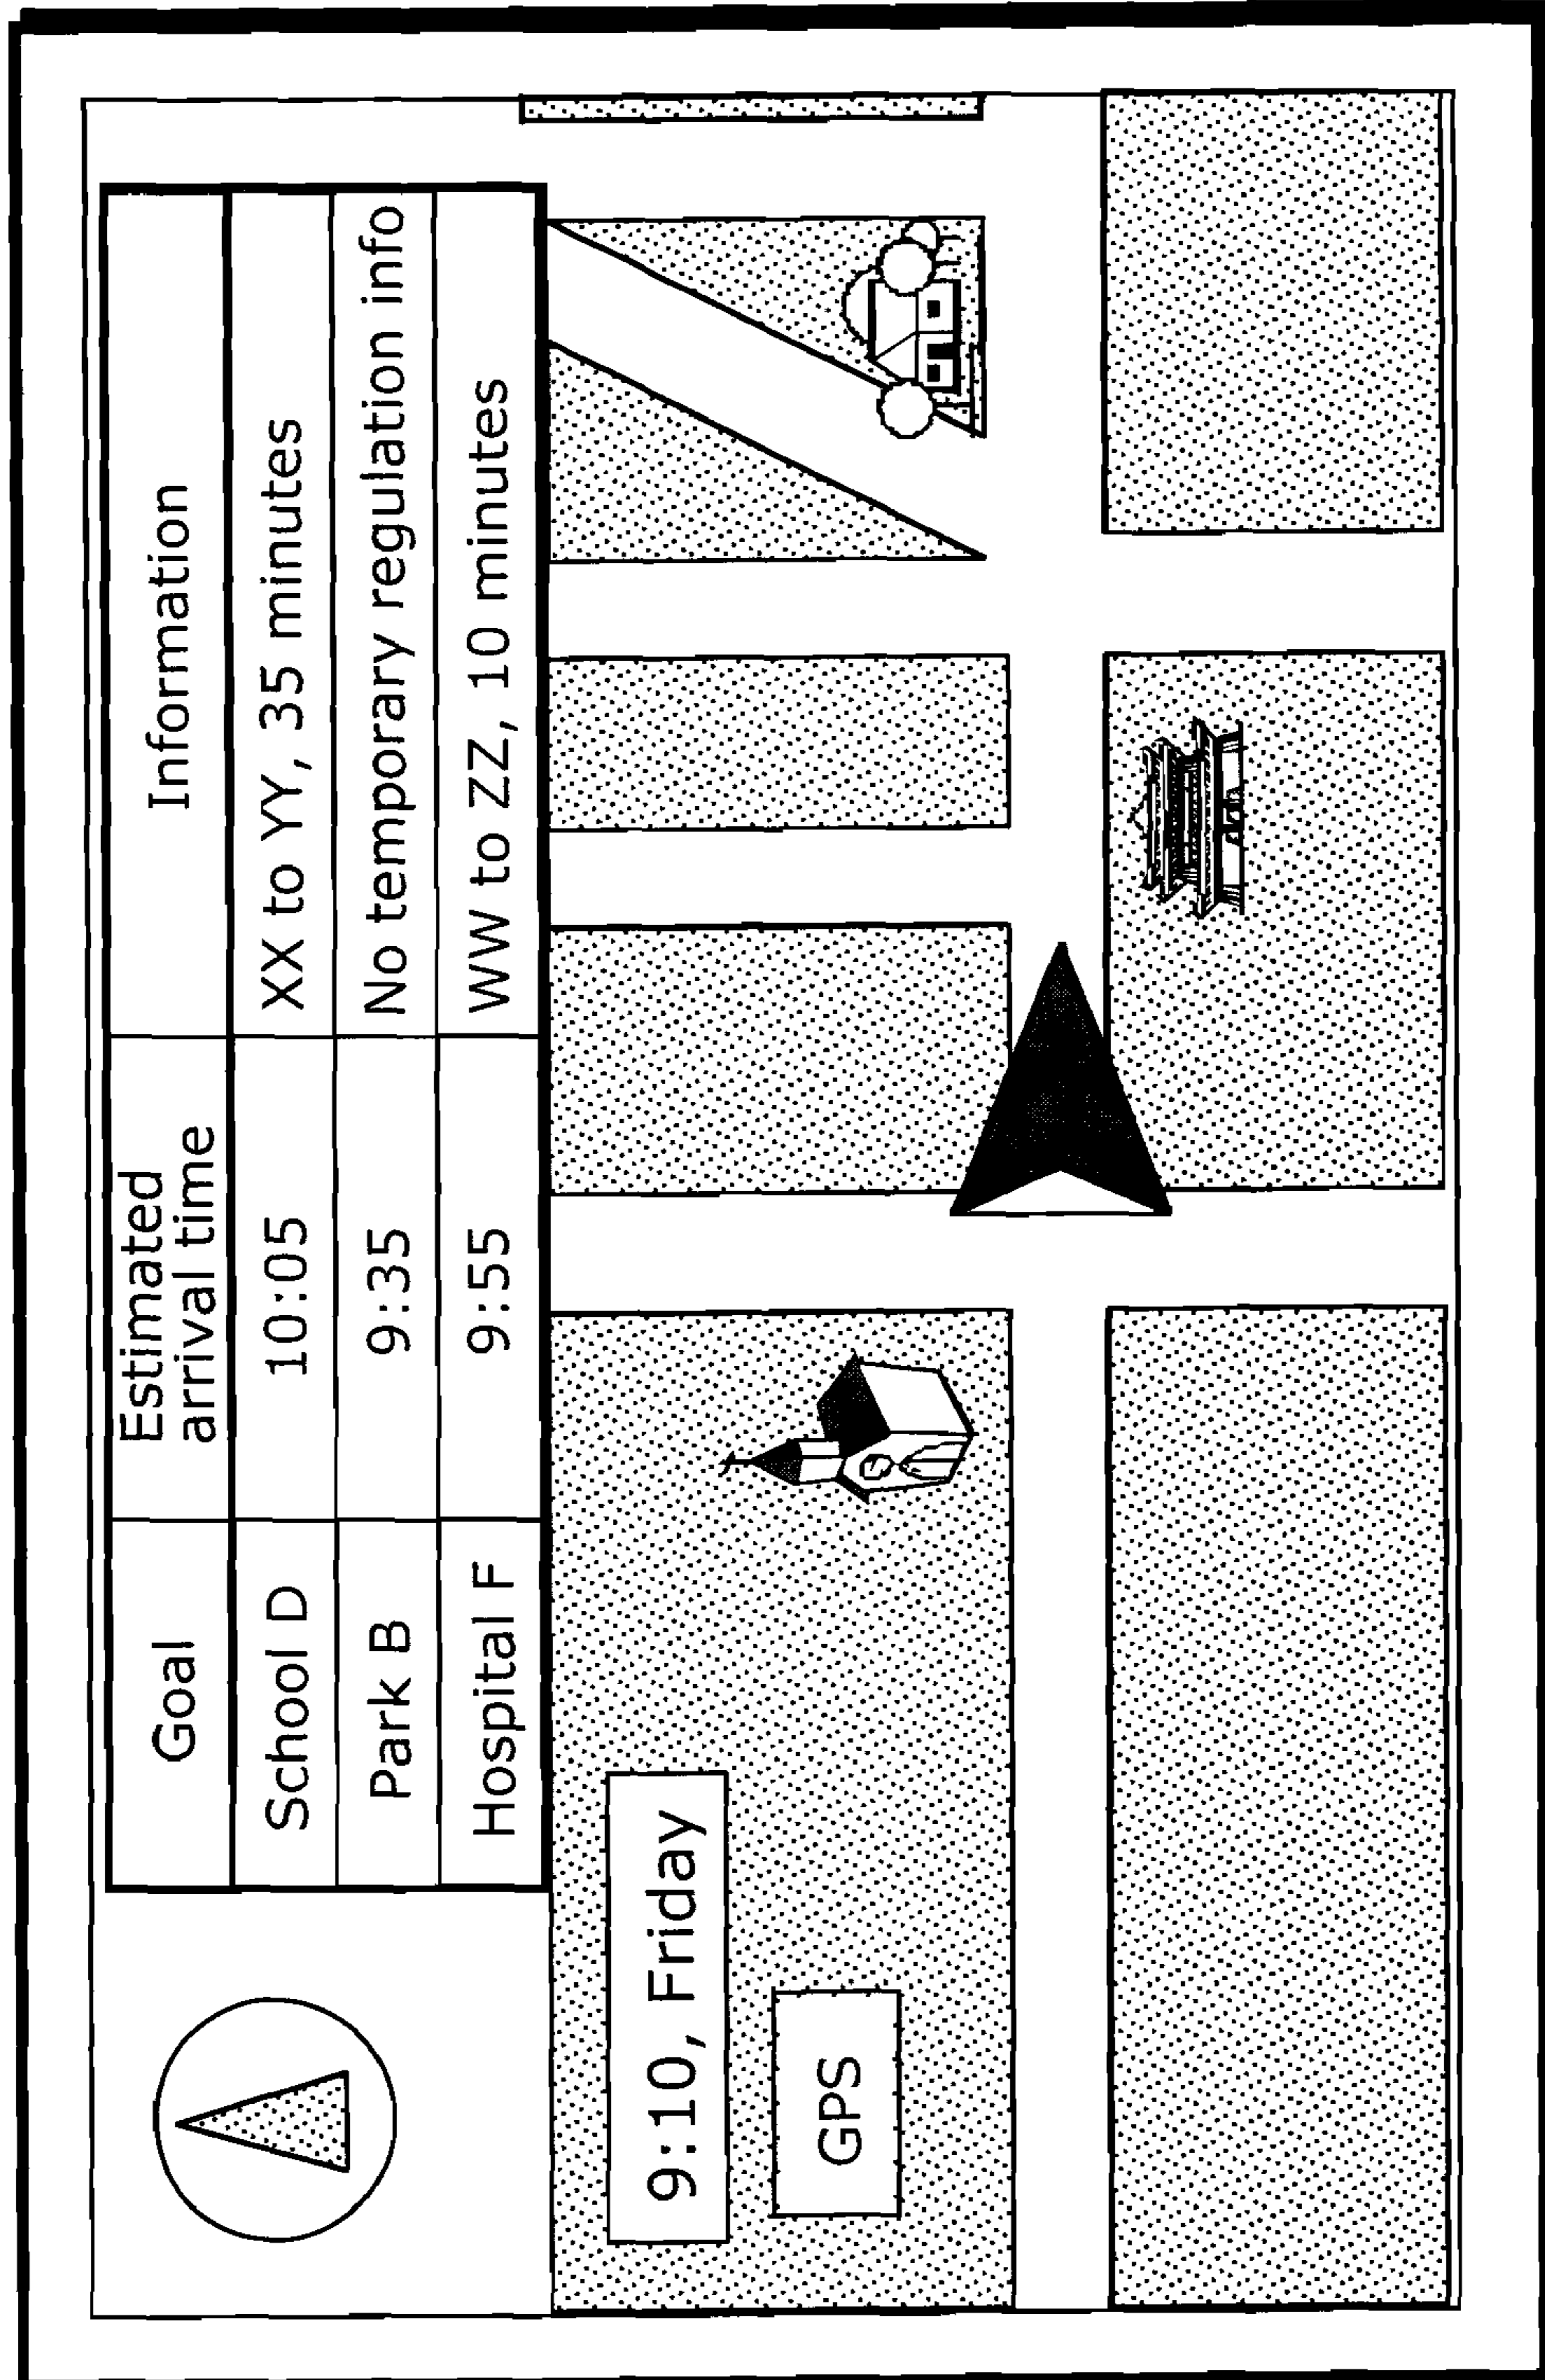 Goal
Estimated
arrival time
Information
School D
10:05
XX to YY, 35 minutes
Park B
9:35
No temporary regulation info
Hospital F
9:55
WW to ZZ, 10 minutes
9:10, Friday
GPS